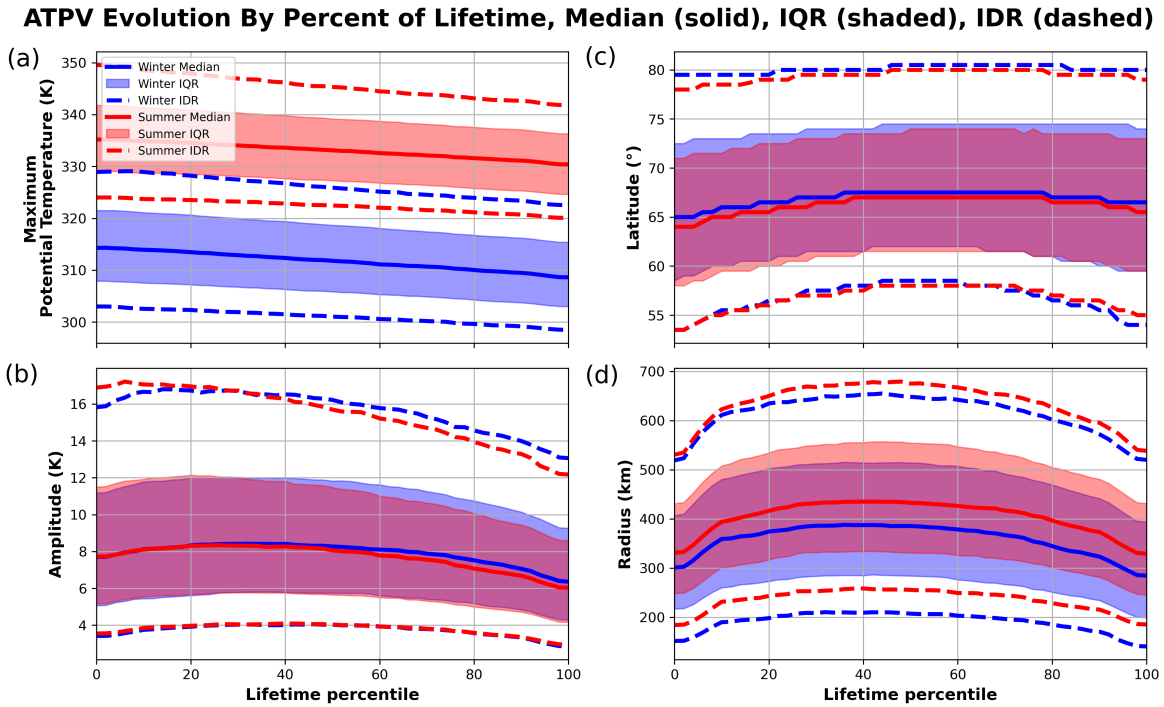 ATPV Evolution By Percent of Lifetime, Median (solid), IQR (shaded), IDR (dashed)
(a)
Maximum
Potential Temperature (K)
350
340
330
320
310
300
Winter Median
Winter IQR
Winter IDR
Summer Median
Summer IQR
Summer IDR
(c)
Latitude (°)
80
75
70
65
60
55
(b)
Amplitude (K)
16
14
12
10
8
6
4
0 20 40 60 80 100
Lifetime percentile
(d)
Radius (km)
700
600
500
400
300
200
0 20 40 60 80 100
Lifetime percentile